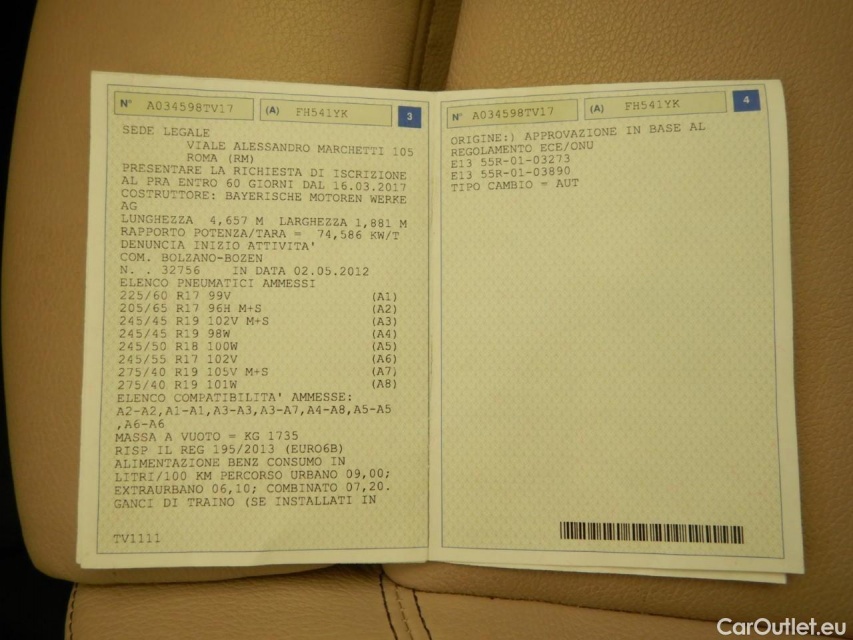 N° A034598TV17 (A) FH541YK 3
SEDE LEGALE
VIALE ALESSANDRO MARCHETTI 105
ROMA (RM)
PRESENTARE LA RICHIESTA DI ISCRIZIONE
AL PRA ENTRO 60 GIORNI DAL 16.03.2017
COSTRUTTORE: BAYERISCHE MOTOREN WERKE
AG
LUNGHEZZA 4,657 M LARGHEZZA 1,881 M
RAPPORTO POTENZA/TARA = 74,586 KW/T
DENUNCIA INIZIO ATTIVITA'
COM. BOLZANO-BOZEN
N. . 32756 IN DATA 02.05.2012
ELENCO PNEUMATICI AMMESSI
225/60 R17 99V (A1)
205/65 R17 96H M+S (A2)
245/45 R19 102V M+S (A3)
245/45 R19 98W (A4)
245/50 R18 100W (A5)
245/55 R17 102V (A6)
275/40 R19 105V M+S (A7)
275/40 R19 101W (A8)
ELENCO COMPATIBILITA' AMMESSE:
A2-A2,A1-A1,A3-A3,A3-A7,A4-A8,A5-A5
,A6-A6
MASSA A VUOTO = KG 1735
RISP IL REG 195/2013 (EURO6B)
ALIMENTAZIONE BENZ CONSUMO IN
LITRI/100 KM PERCORSO URBANO 09,00;
EXTRAURBANO 06,10; COMBINATO 07,20.
GANCI DI TRAINO (SE INSTALLATI IN
TV1111
N° A034598TV17 (A) FH541YK 4
ORIGINE:) APPROVAZIONE IN BASE AL
REGOLAMENTO ECE/ONU
E13 55R-01-03273
E13 55R-01-03890
TIPO CAMBIO = AUT
CarOutlet.eu